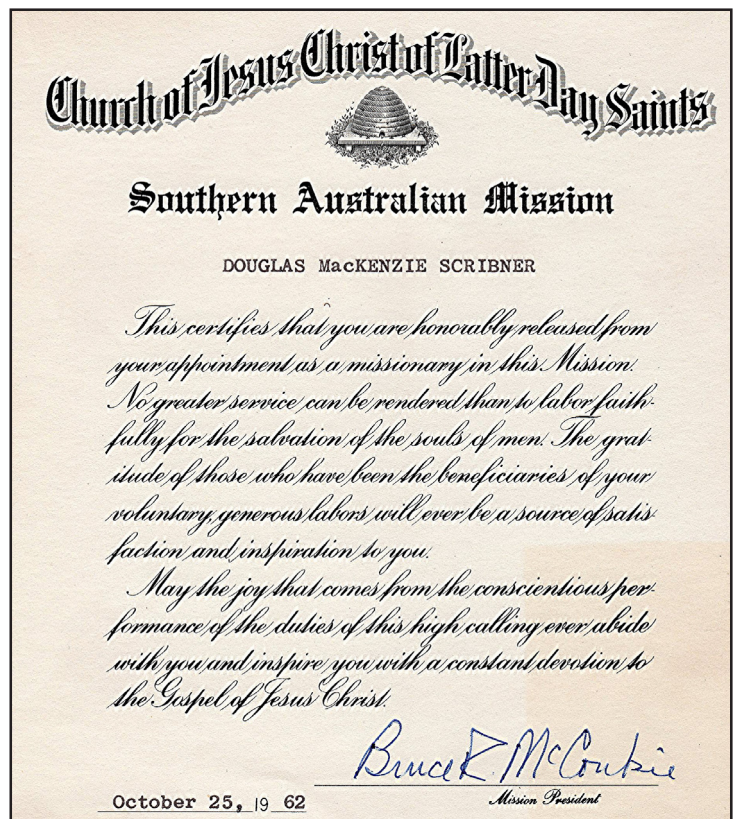 Church of Jesus Christ of Latter Day Saints
Southern Australian Mission
DOUGLAS MacKENZIE SCRIBNER
This certifies that you are honorably released from
your appointment as a missionary in this Mission.
No greater service can be rendered than to labor faith-
fully for the salvation of the souls of men. The grat-
itude of those who have been the beneficiaries of your
voluntary, generous labors will ever be a source of satis-
faction and inspiration to you.
May the joy that comes from the conscientious per-
formance of the duties of this high calling ever abide
with you and inspire you with a constant devotion to
the Gospel of Jesus Christ.
Bruce R. McConkie
October 25, 19 62 Mission President